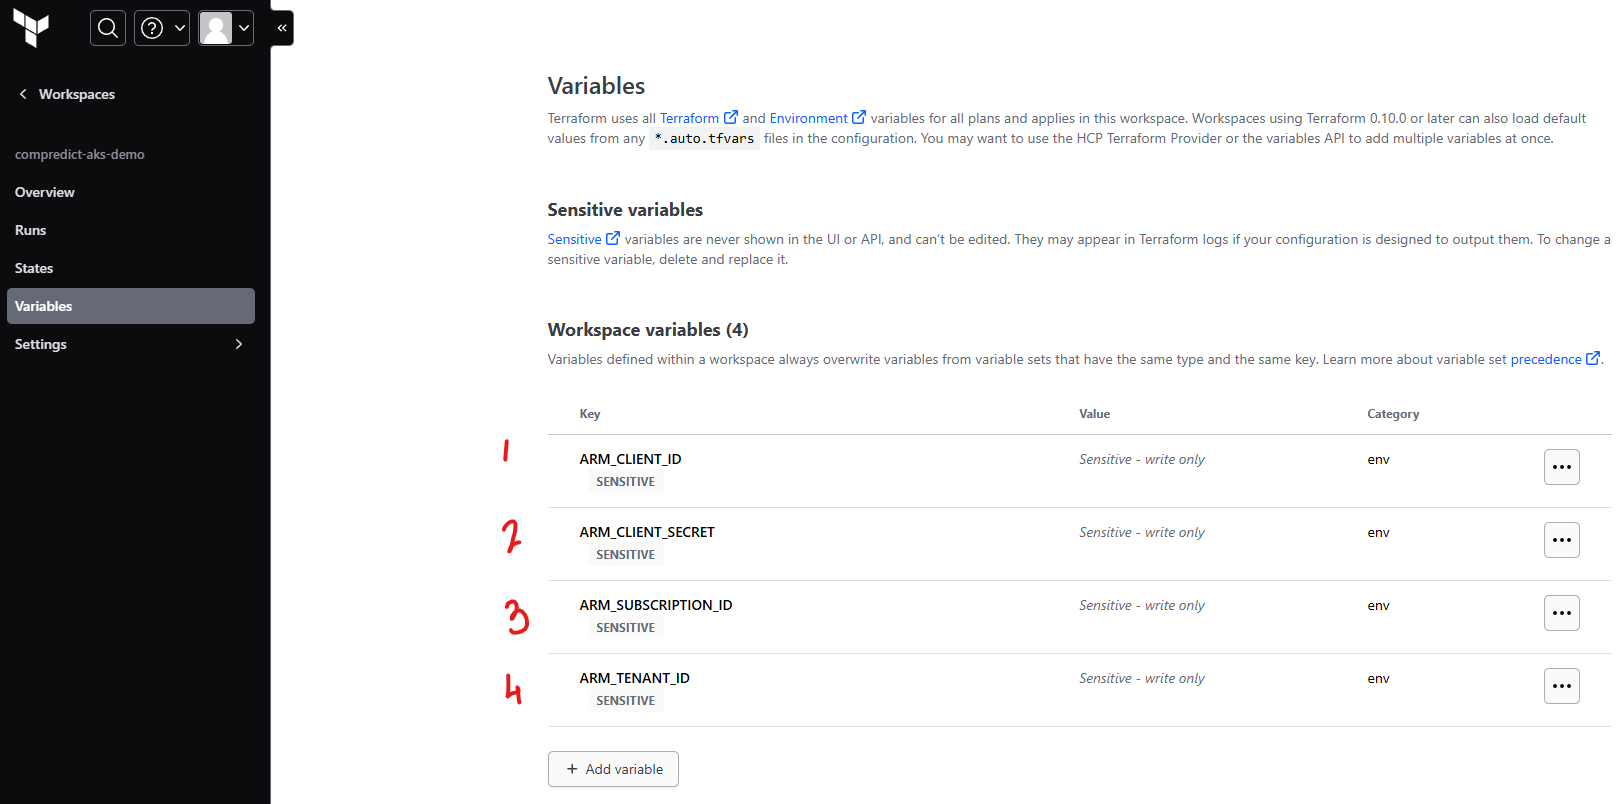 Workspaces
compredict-aks-demo
Overview
Runs
States
Variables
Settings
Variables
Terraform uses all Terraform and Environment variables for all plans and applies in this workspace. Workspaces using Terraform 0.10.0 or later can also load default
values from any *.auto.tfvars files in the configuration. You may want to use the HCP Terraform Provider or the variables API to add multiple variables at once.
Sensitive variables
Sensitive variables are never shown in the UI or API, and can't be edited. They may appear in Terraform logs if your configuration is designed to output them. To change a
sensitive variable, delete and replace it.
Workspace variables (4)
Variables defined within a workspace always overwrite variables from variable sets that have the same type and the same key. Learn more about variable set precedence.
Key Value Category
1 ARM_CLIENT_ID Sensitive - write only env
SENSITIVE
2 ARM_CLIENT_SECRET Sensitive - write only env
SENSITIVE
3 ARM_SUBSCRIPTION_ID Sensitive - write only env
SENSITIVE
4 ARM_TENANT_ID Sensitive - write only env
SENSITIVE
+ Add variable